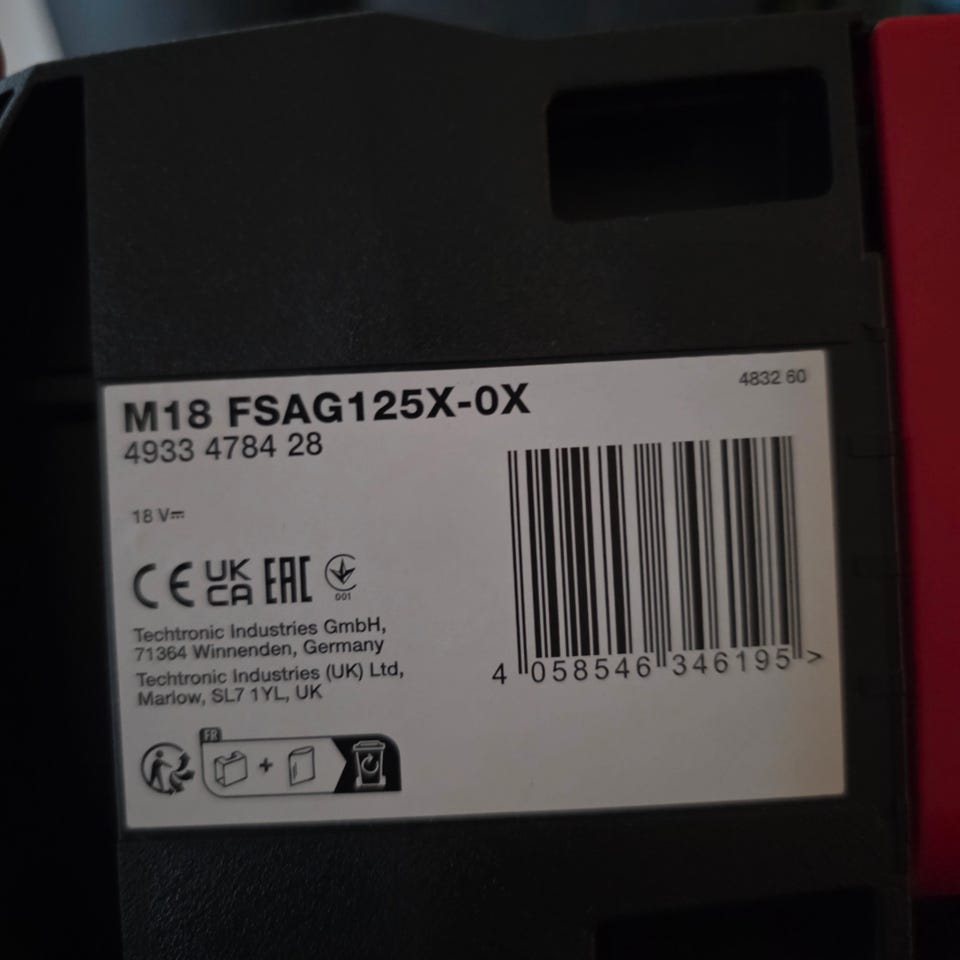 M18 FSAG125X-0X
4832 60
4933 4784 28
18 V⎓
CE UK CA EAC
001
Techtronic Industries GmbH,
71364 Winnenden, Germany
Techtronic Industries (UK) Ltd,
Marlow, SL7 1YL, UK
4 058546 346195 >
FR
+